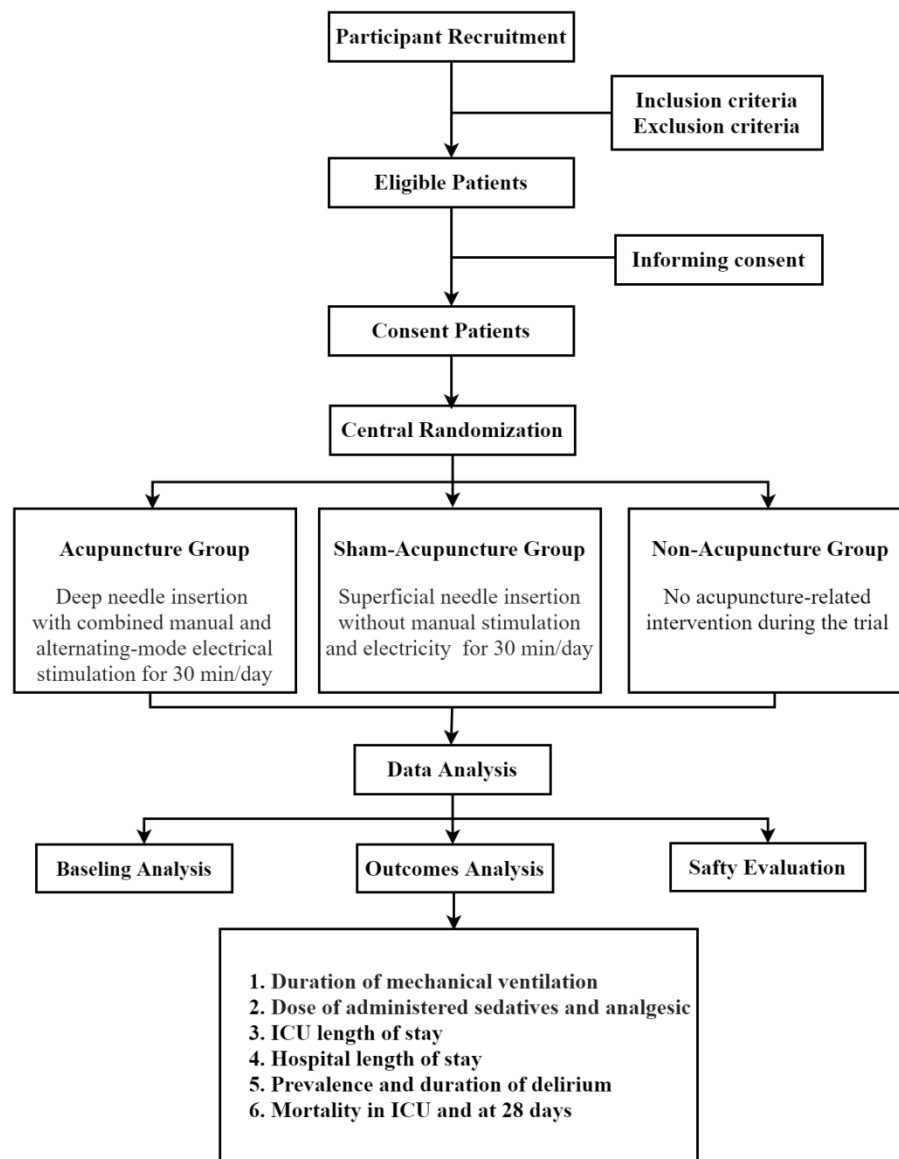 Participant Recruitment
Inclusion criteria
Exclusion criteria
Eligible Patients
Informing consent
Consent Patients
Central Randomization
Acupuncture Group
Deep needle insertion
with combined manual and
alternating-mode electrical
stimulation for 30 min/day
Sham-Acupuncture Group
Superficial needle insertion
without manual stimulation
and electricity for 30 min/day
Non-Acupuncture Group
No acupuncture-related
intervention during the trial
Data Analysis
Baseling Analysis
Outcomes Analysis
Safty Evaluation
1. Duration of mechanical ventilation
2. Dose of administered sedatives and analgesic
3. ICU length of stay
4. Hospital length of stay
5. Prevalence and duration of delirium
6. Mortality in ICU and at 28 days